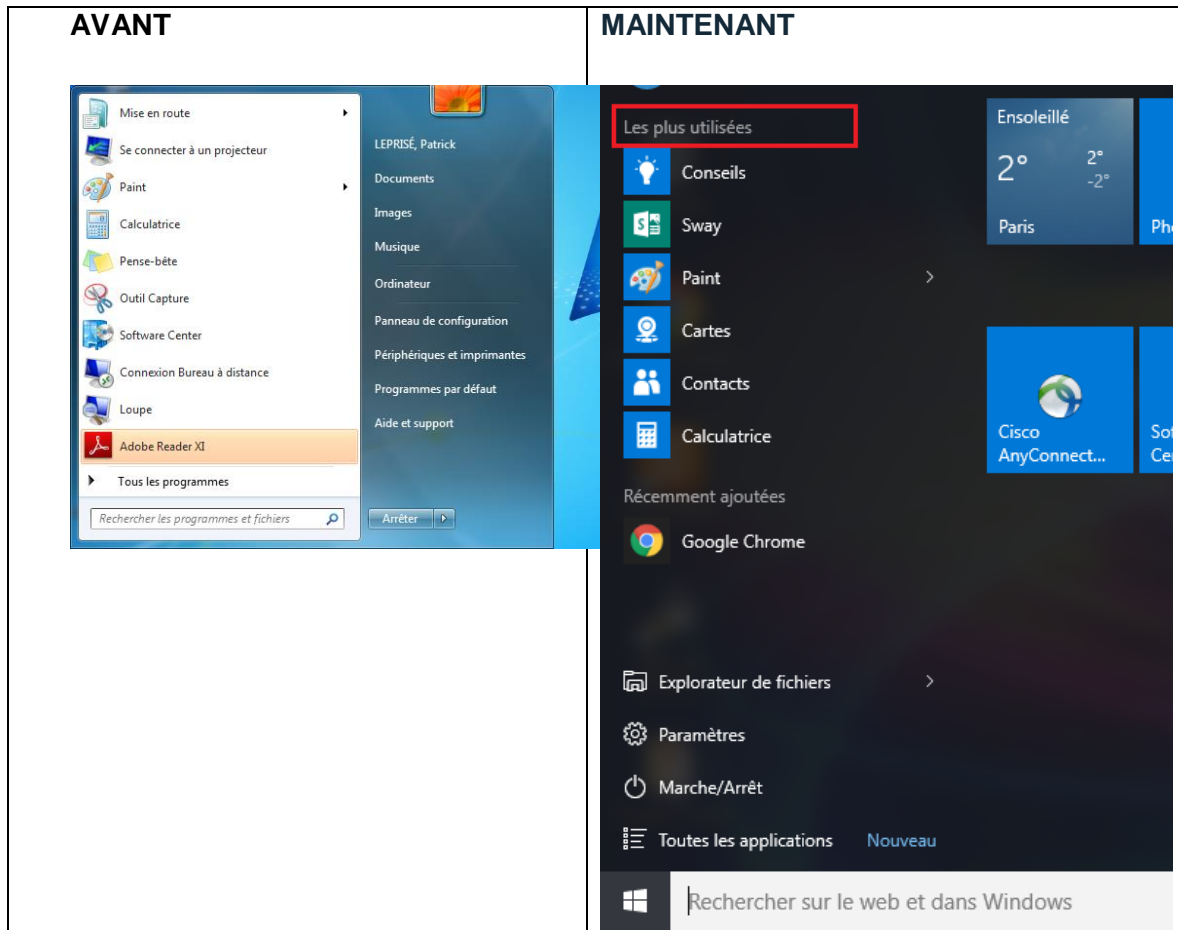 AVANT
Mise en route
Se connecter à un projecteur
Paint
Calculatrice
Pense-bête
Outil Capture
Software Center
Connexion Bureau à distance
Loupe
Adobe Reader XI
Tous les programmes
Rechercher les programmes et fichiers
LEPRISÉ, Patrick
Documents
Images
Musique
Ordinateur
Panneau de configuration
Périphériques et imprimantes
Programmes par défaut
Aide et support
Arrêter
MAINTENANT
Les plus utilisées
Conseils
Sway
Paint
Cartes
Contacts
Calculatrice
Récemment ajoutées
Google Chrome
Explorateur de fichiers
Paramètres
Marche/Arrêt
Toutes les applications Nouveau
Rechercher sur le web et dans Windows
Ensoleillé
2° 2°
-2°
Paris
Cisco
AnyConnect...